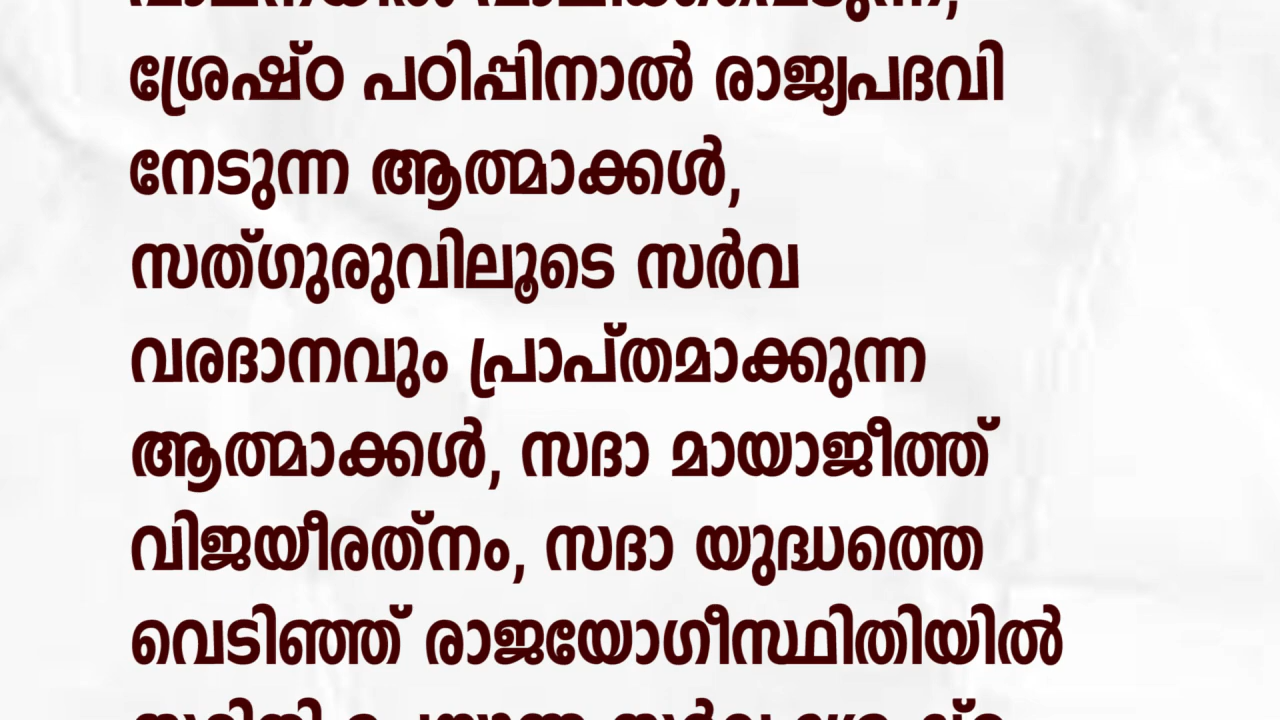 ശ്രേഷ്ഠ പഠിപ്പിനാൽ രാജ്യപദവി
നേടുന്ന ആത്മാക്കൾ,
സത്ഗുരുവിലൂടെ സർവ
വരദാനവും പ്രാപ്തമാക്കുന്ന
ആത്മാക്കൾ, സദാ മായാജീത്ത്
വിജയീരത്നം, സദാ യുദ്ധത്തെ
വെടിഞ്ഞ് രാജയോഗീസ്ഥിതിയിൽ